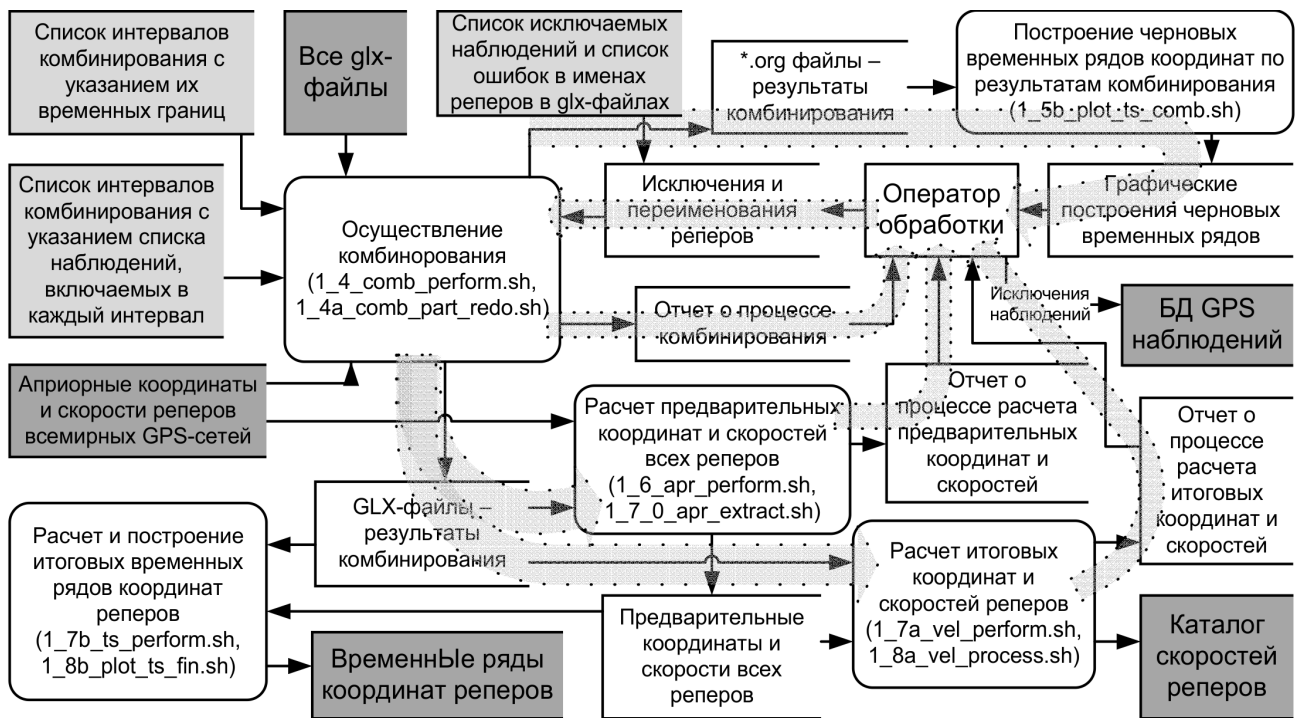 Список интервалов
комбинирования с
указанием их
временных границ
Все glx-
файлы
Список исключаемых
наблюдений и список
ошибок в именах
реперов в glx-файлах
*.org файлы –
результаты
комбинирования
Построение черновых
временных рядов координат по
результатам комбинирования
(1_5b_plot_ts_comb.sh)
Список интервалов
комбинирования с
указанием списка
наблюдений,
включаемых в
каждый интервал
Осуществление
комбинорования
(1_4_comb_perform.sh,
1_4a_comb_part_redo.sh)
Исключения и
переименования
реперов
Оператор
обработки
Графические
построения черновых
временных рядов
Отчет о процессе
комбинирования
Исключения
наблюдений
БД GPS
наблюдений
Априорные координаты
и скорости реперов
всемирных GPS-сетей
Расчет предварительных
координат и скоростей
всех реперов
(1_6_apr_perform.sh,
1_7_0_apr_extract.sh)
Отчет о
процессе расчета
предварительных
координат и
скоростей
Отчет о
процессе
расчета
итоговых
координат и
скоростей
GLX-файлы –
результаты
комбинирования
Расчет и построение
итоговых временных
рядов координат
реперов
(1_7b_ts_perform.sh,
1_8b_plot_ts_fin.sh)
Расчет итоговых
координат и
скоростей реперов
(1_7a_vel_perform.sh,
1_8a_vel_process.sh)
Предварительные
координаты и
скорости всех
реперов
ВременнЫе ряды
координат реперов
Каталог
скоростей
реперов